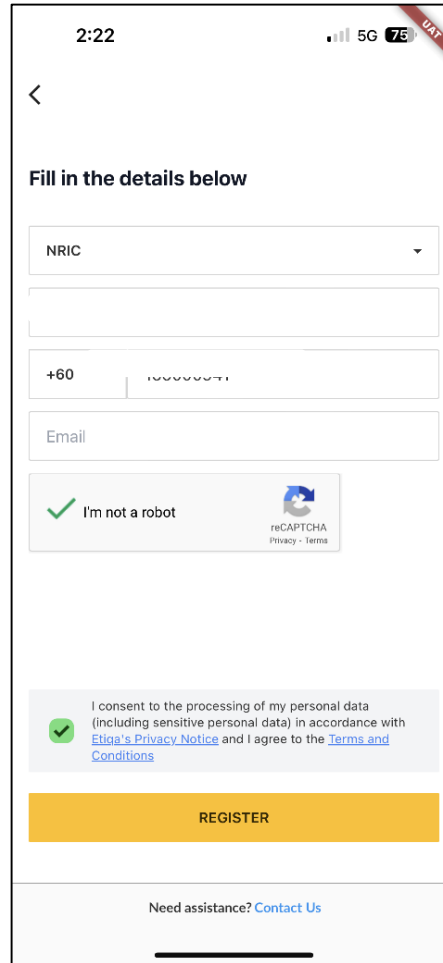 2:22
5G 75
UAT
Fill in the details below
NRIC
+60
Email
I'm not a robot
reCAPTCHA
Privacy - Terms
I consent to the processing of my personal data
(including sensitive personal data) in accordance with
Etiqa's Privacy Notice and I agree to the Terms and
Conditions
REGISTER
Need assistance? Contact Us